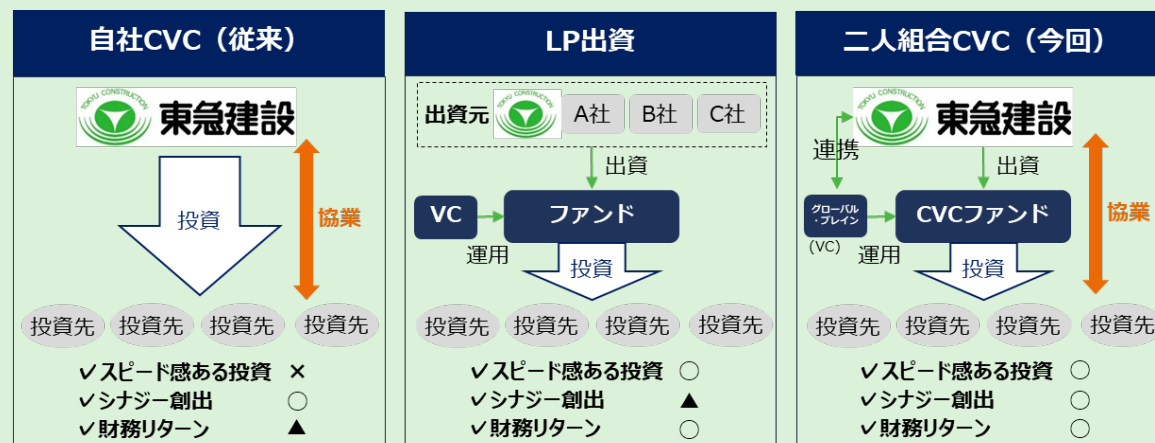 自社CVC（従来）
TOKYU CONSTRUCTION
東急建設
投資
協業
投資先 投資先 投資先 投資先
✓スピード感ある投資 ×
✓シナジー創出 ○
✓財務リターン ▲
LP出資
出資元 TOKYU CONSTRUCTION A社 B社 C社
出資
VC
ファンド
運用
投資
投資先 投資先 投資先 投資先
✓スピード感ある投資 ○
✓シナジー創出 ▲
✓財務リターン ○
二人組合CVC（今回）
TOKYU CONSTRUCTION
東急建設
連携
出資
グローバル
・ブレイン
(VC)
CVCファンド
運用
投資
協業
投資先 投資先 投資先 投資先
✓スピード感ある投資 ○
✓シナジー創出 ○
✓財務リターン ○